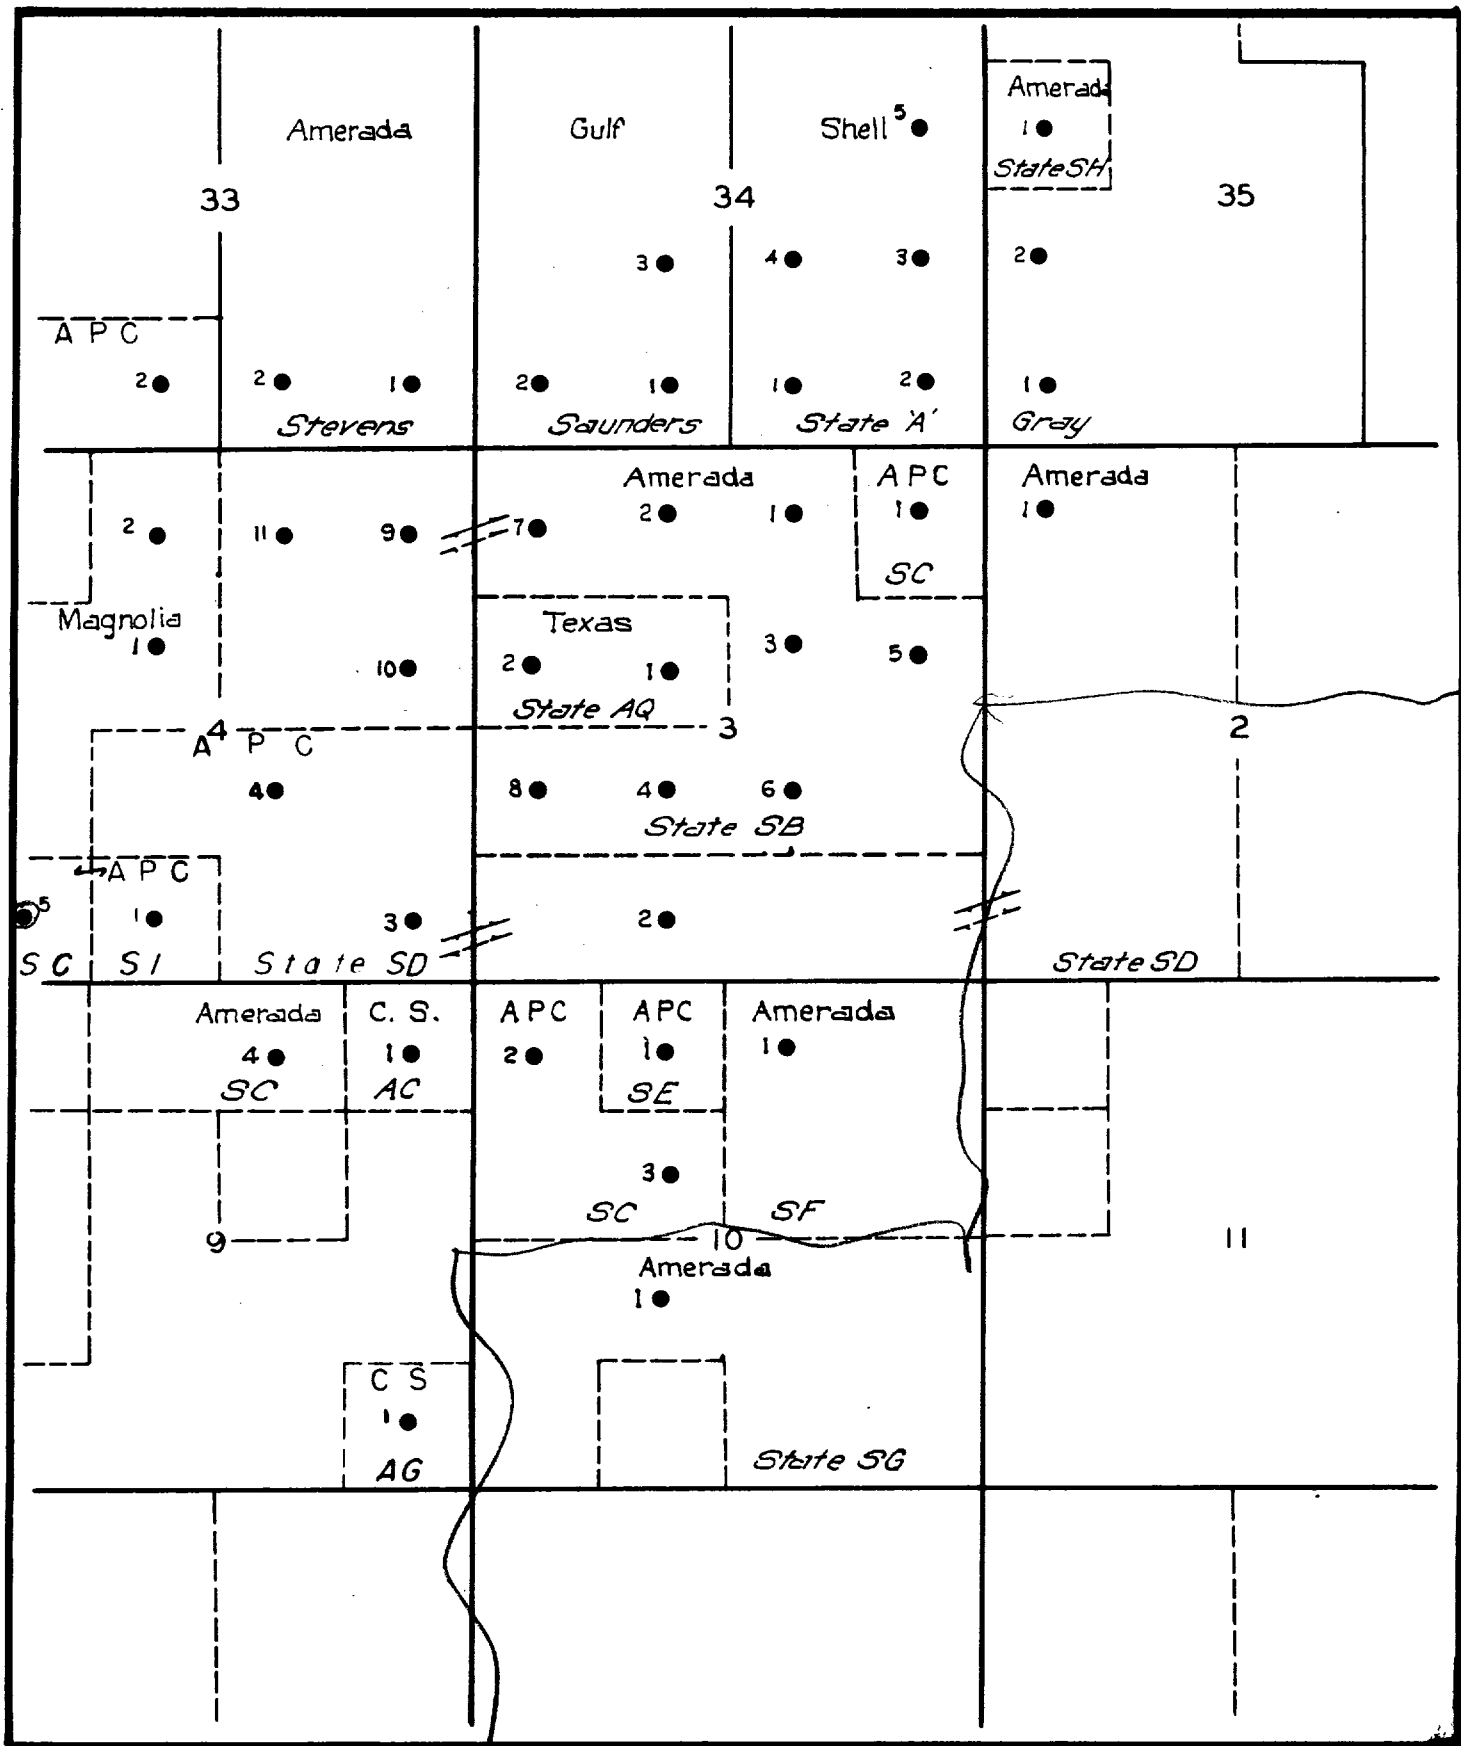 Amerada Gulf Shell 5 Amerada
1
State SH
33 34 35
3 4 3 2
A P C
2 2 1 2 1 1 2 1
Stevens Saunders State 'A' Gray
Amerada A P C Amerada
2 11 9 7 2 1 1 1
SC
Magnolia Texas
1 10 2 1 3 5
State AQ
4 3 2
A P C
4 8 4 6
State SB
A P C
5 1 3 2
S C S I State SD State SD
Amerada C. S. A P C A P C Amerada
4 1 2 1 1
SC AC SE
3
SC SF
9 10 11
Amerada
1
C S
1
AG State SG